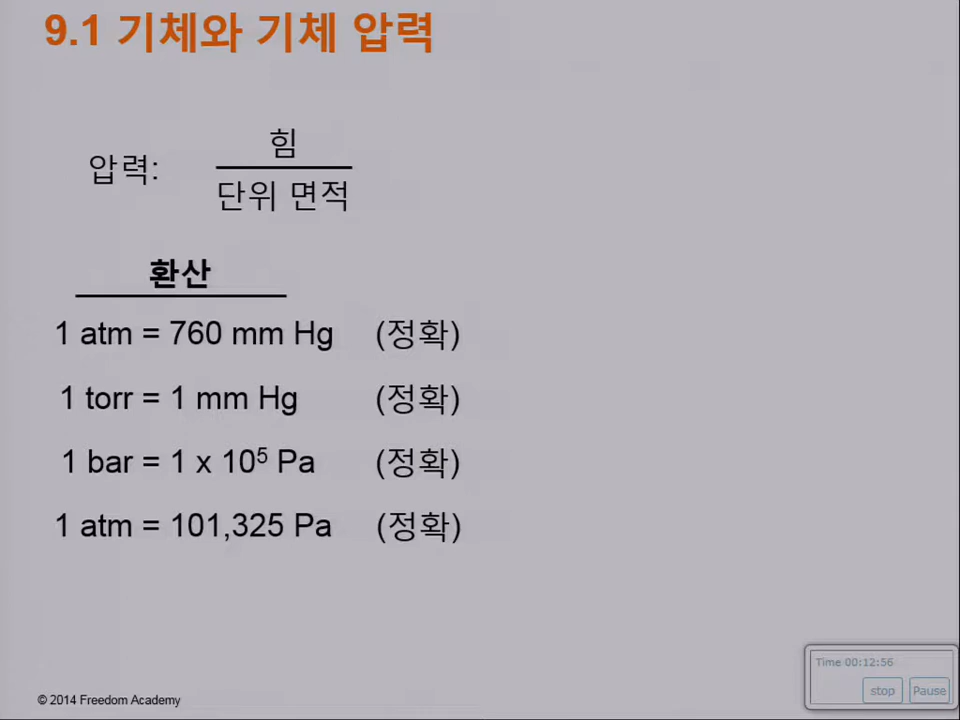 9.1 기체와 기체 압력
힘
압력:
단위 면적
환산
1 atm = 760 mm Hg (정확)
1 torr = 1 mm Hg (정확)
1 bar = 1 x 10⁵ Pa (정확)
1 atm = 101,325 Pa (정확)
Time 00:12:56
stop Pause
© 2014 Freedom Academy